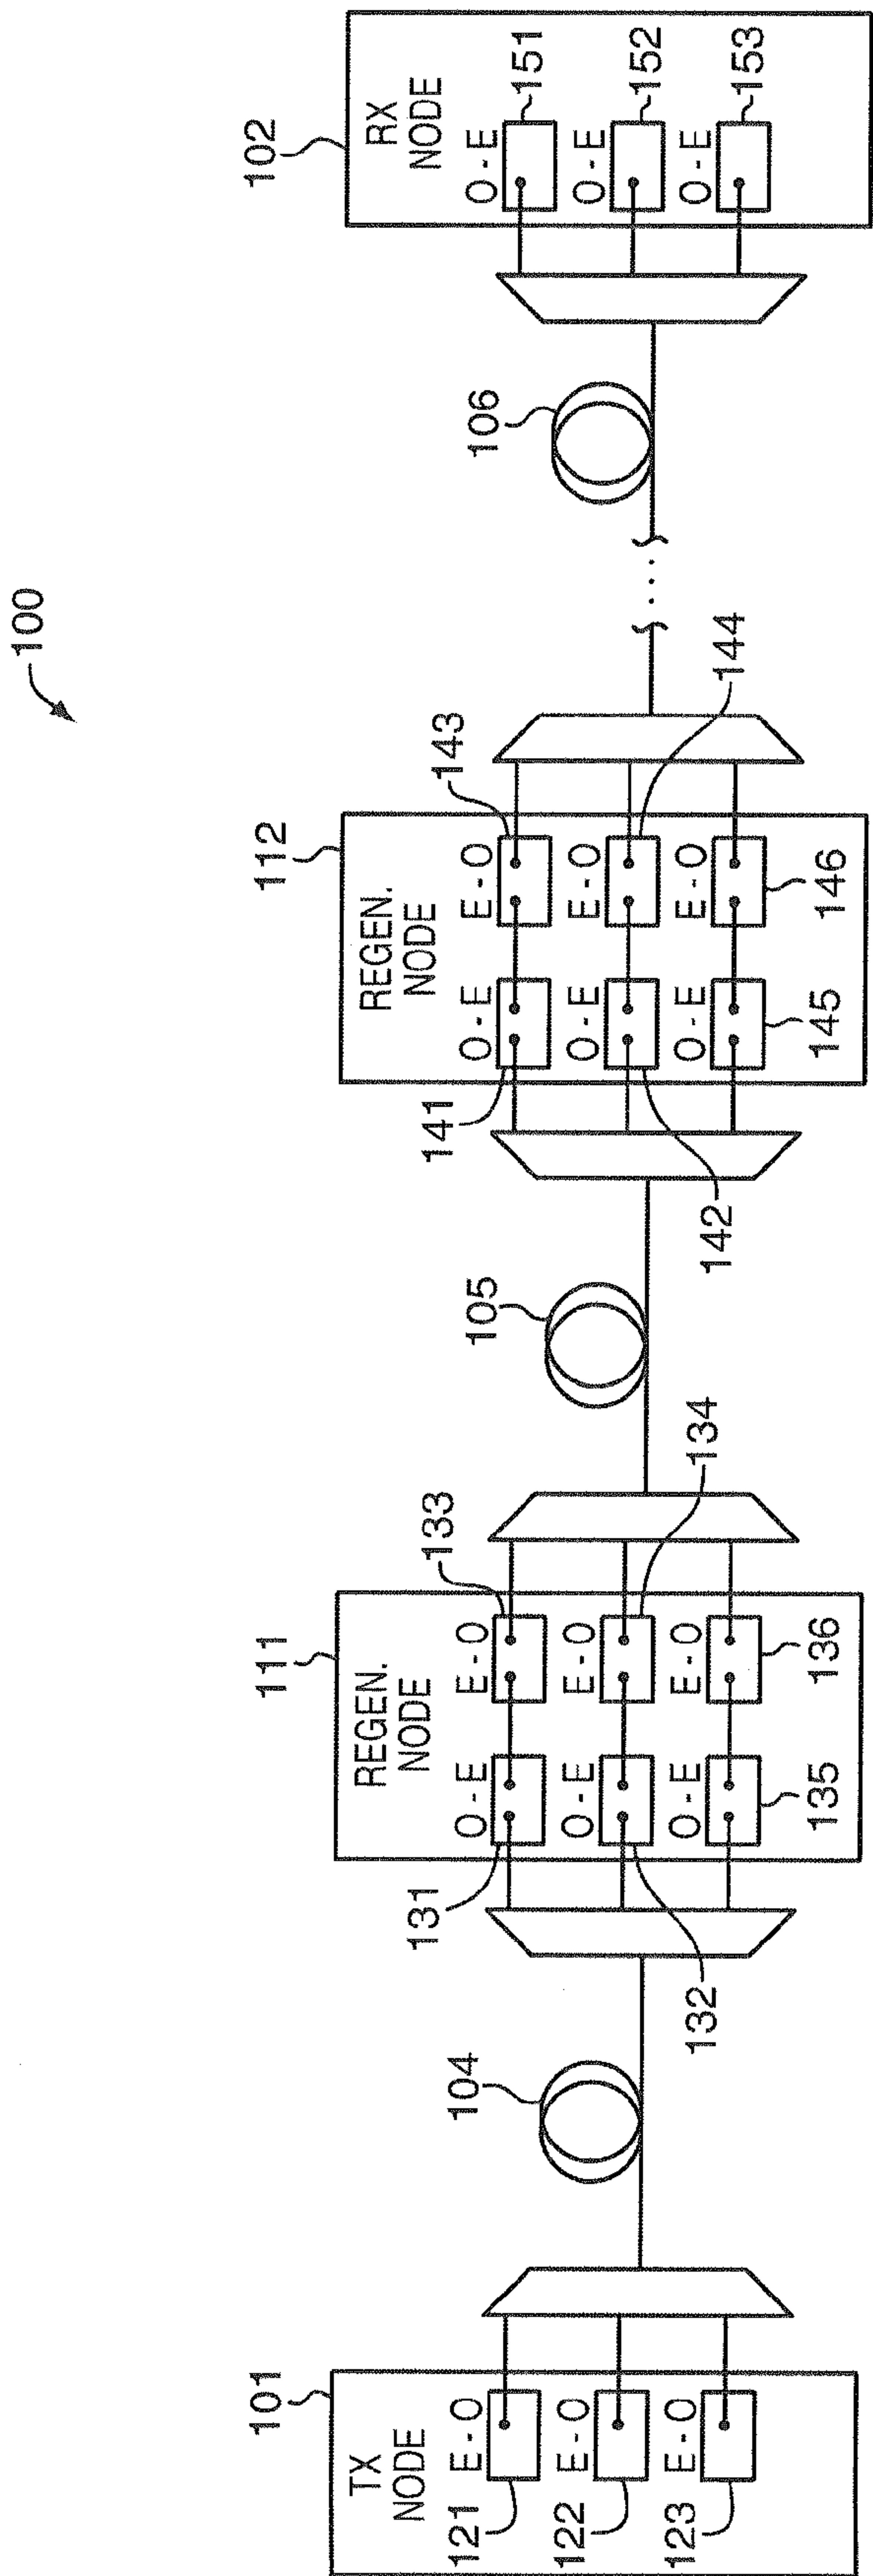 100
101
TX
NODE
E-O
121
E-O
122
E-O
123
104
111
REGEN.
NODE
131
O-E
E-O
133
132
O-E
E-O
134
O-E
E-O
135
136
105
112
REGEN.
NODE
141
O-E
E-O
143
142
O-E
E-O
144
O-E
E-O
145
146
....
106
102
RX
NODE
O-E
151
O-E
152
O-E
153